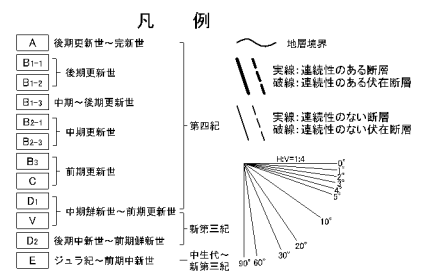 凡 例
A 後期更新世～完新世
B1-1
B1-2
後期更新世
B1-3 中期～後期更新世
B2-1
B2-3
中期更新世
B3
C
前期更新世
D1
V
中期鮮新世～前期更新世
D2 後期中新世～前期鮮新世
E ジュラ紀～前期中新世
第四紀
新第三紀
中生代～
新第三紀
地層境界
実線：連続性のある断層
破線：連続性のある伏在断層
実線：連続性のない断層
破線：連続性のない伏在断層
H:V=1:4
0°
1°
2°
3°
4°
5°
10°
20°
30°
60°
90°